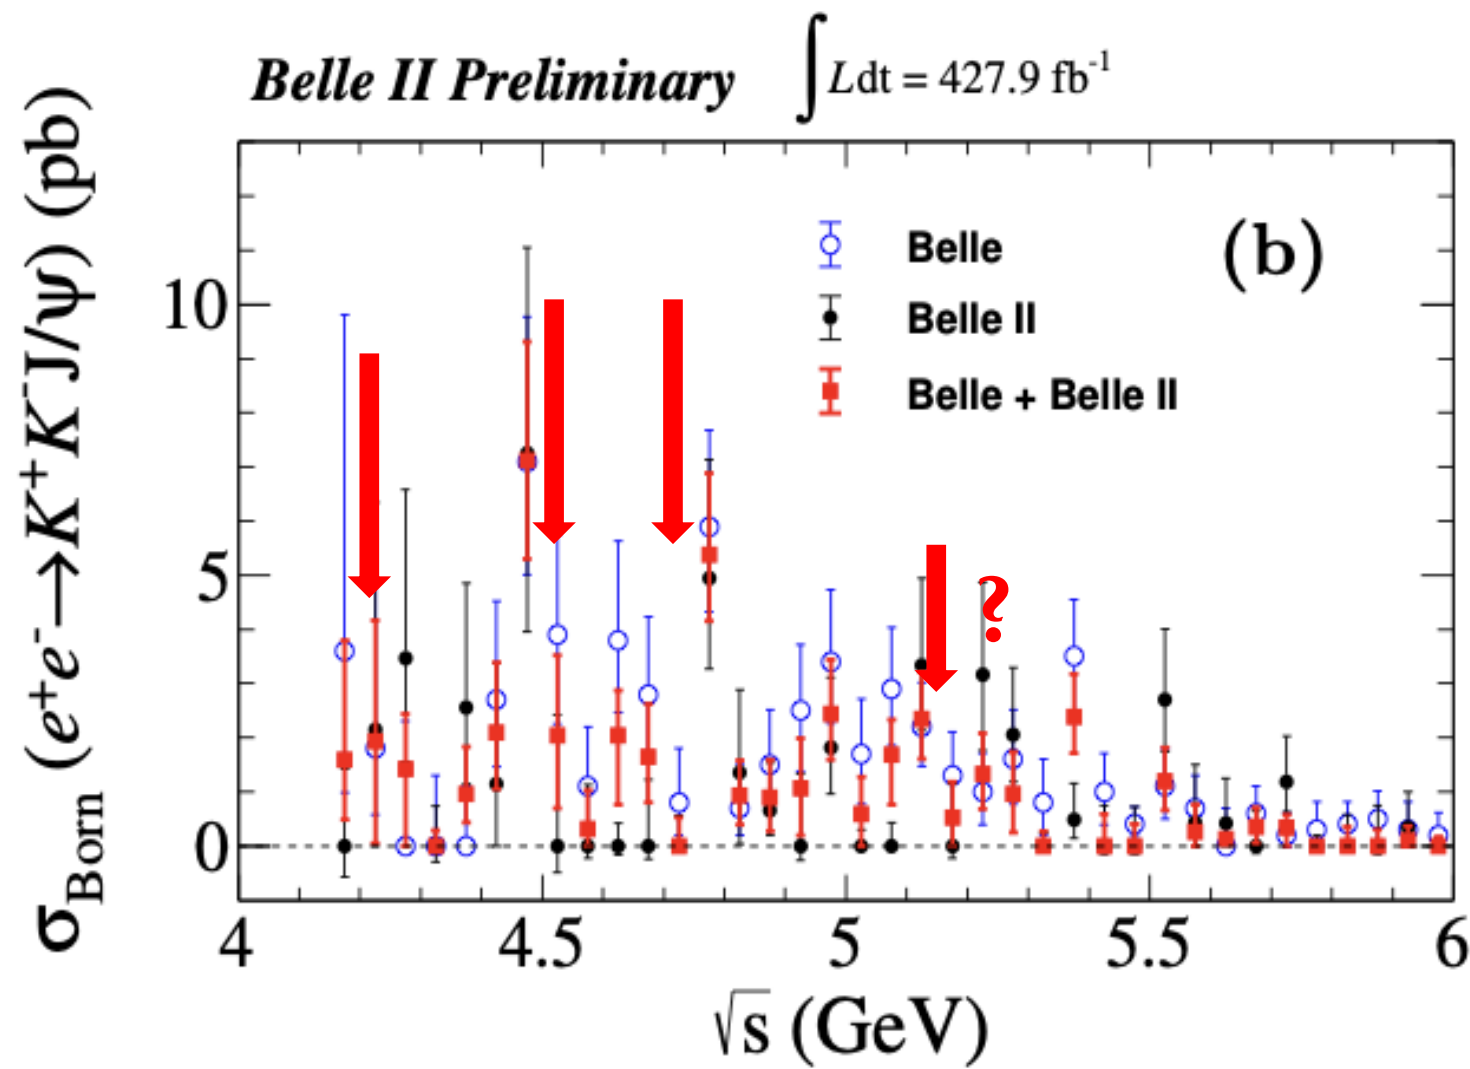 Belle II Preliminary ∫Ldt = 427.9 fb⁻¹
σBorn (e⁺e⁻→K⁺K⁻J/ψ) (pb)
(b)
Belle
Belle II
Belle + Belle II
10
5
?
0
4 4.5 5 5.5 6
√s (GeV)